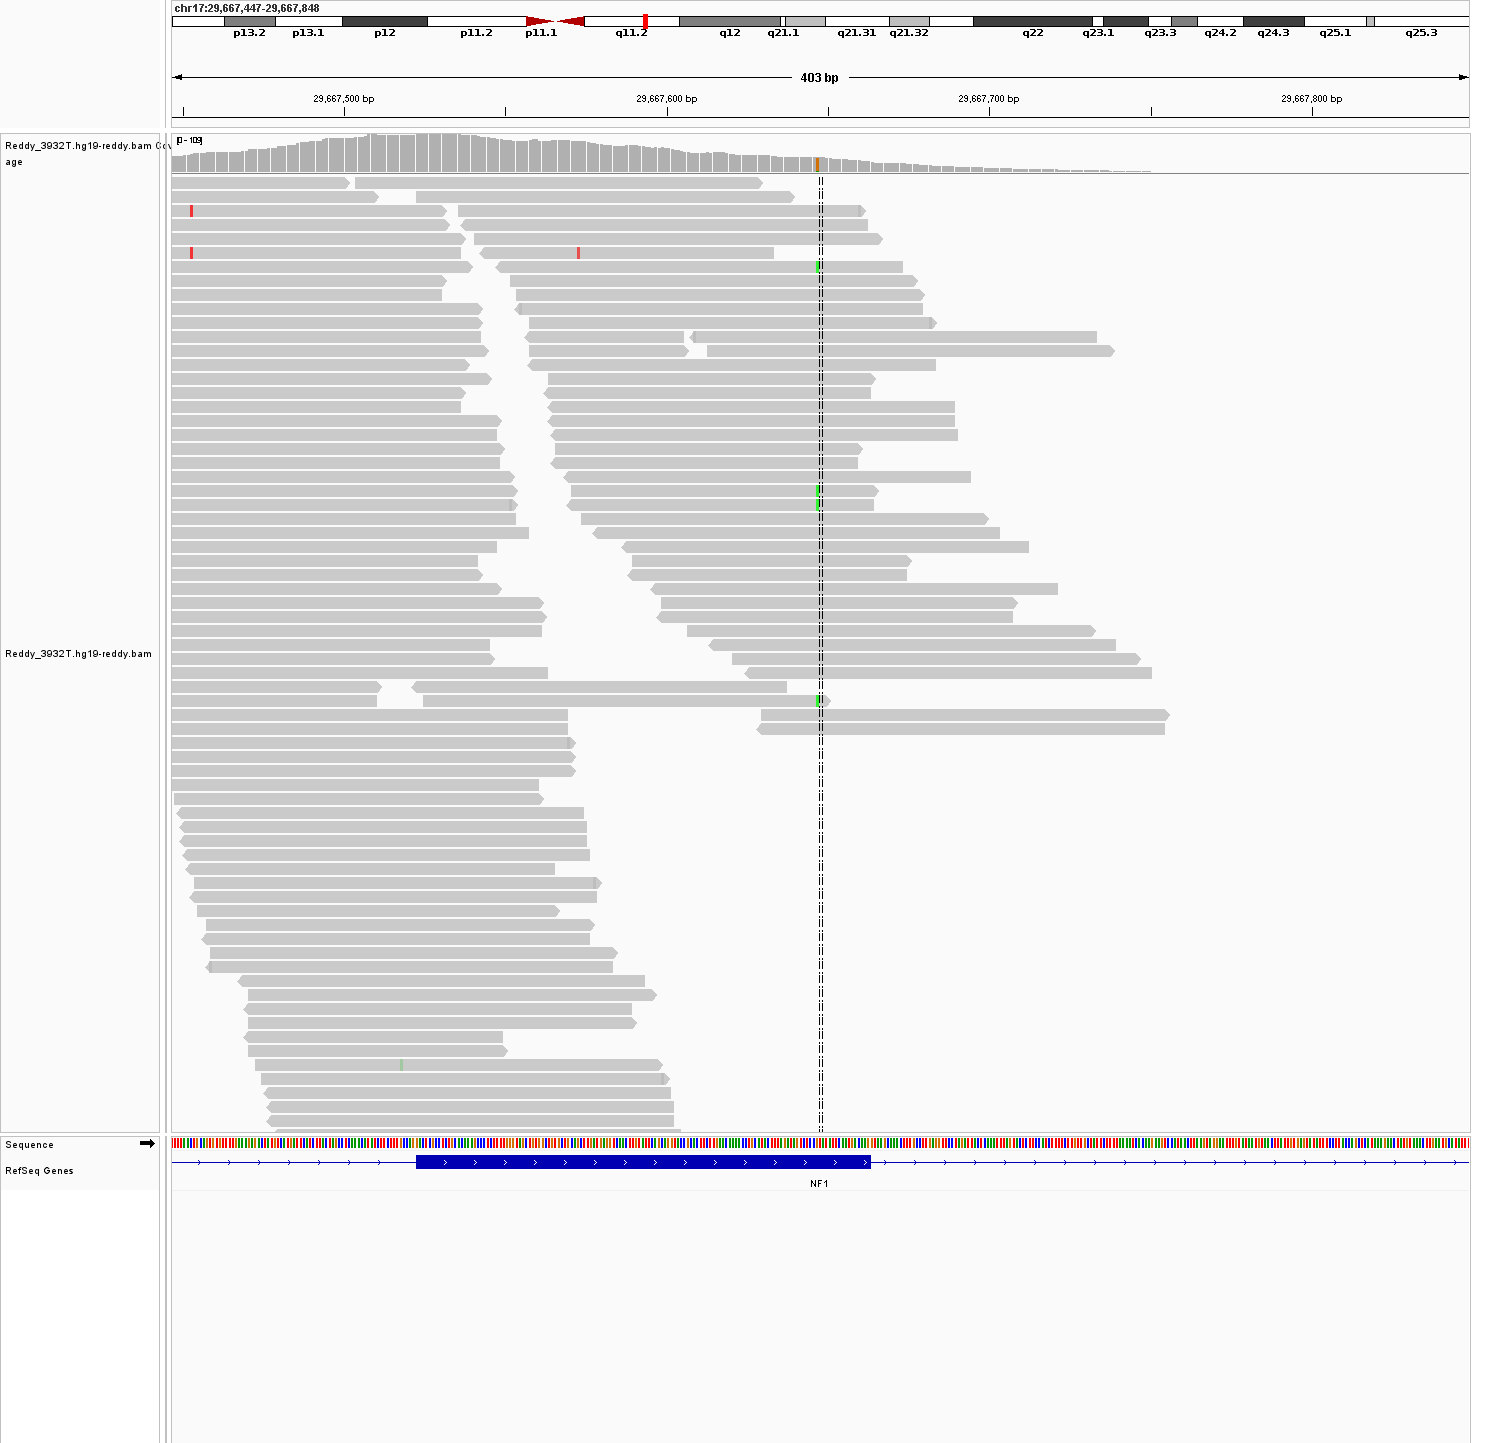 chr17:29,667,447-29,667,848
p13.2 p13.1 p12 p11.2 p11.1 q11.2 q12 q21.1 q21.31 q21.32 q22 q23.1 q23.3 q24.2 q24.3 q25.1 q25.3
403 bp
29,667,500 bp 29,667,600 bp 29,667,700 bp 29,667,800 bp
[0 - 109]
Reddy_3932T.hg19-reddy.bam Cov
age
Reddy_3932T.hg19-reddy.bam
Sequence
RefSeq Genes
NF1